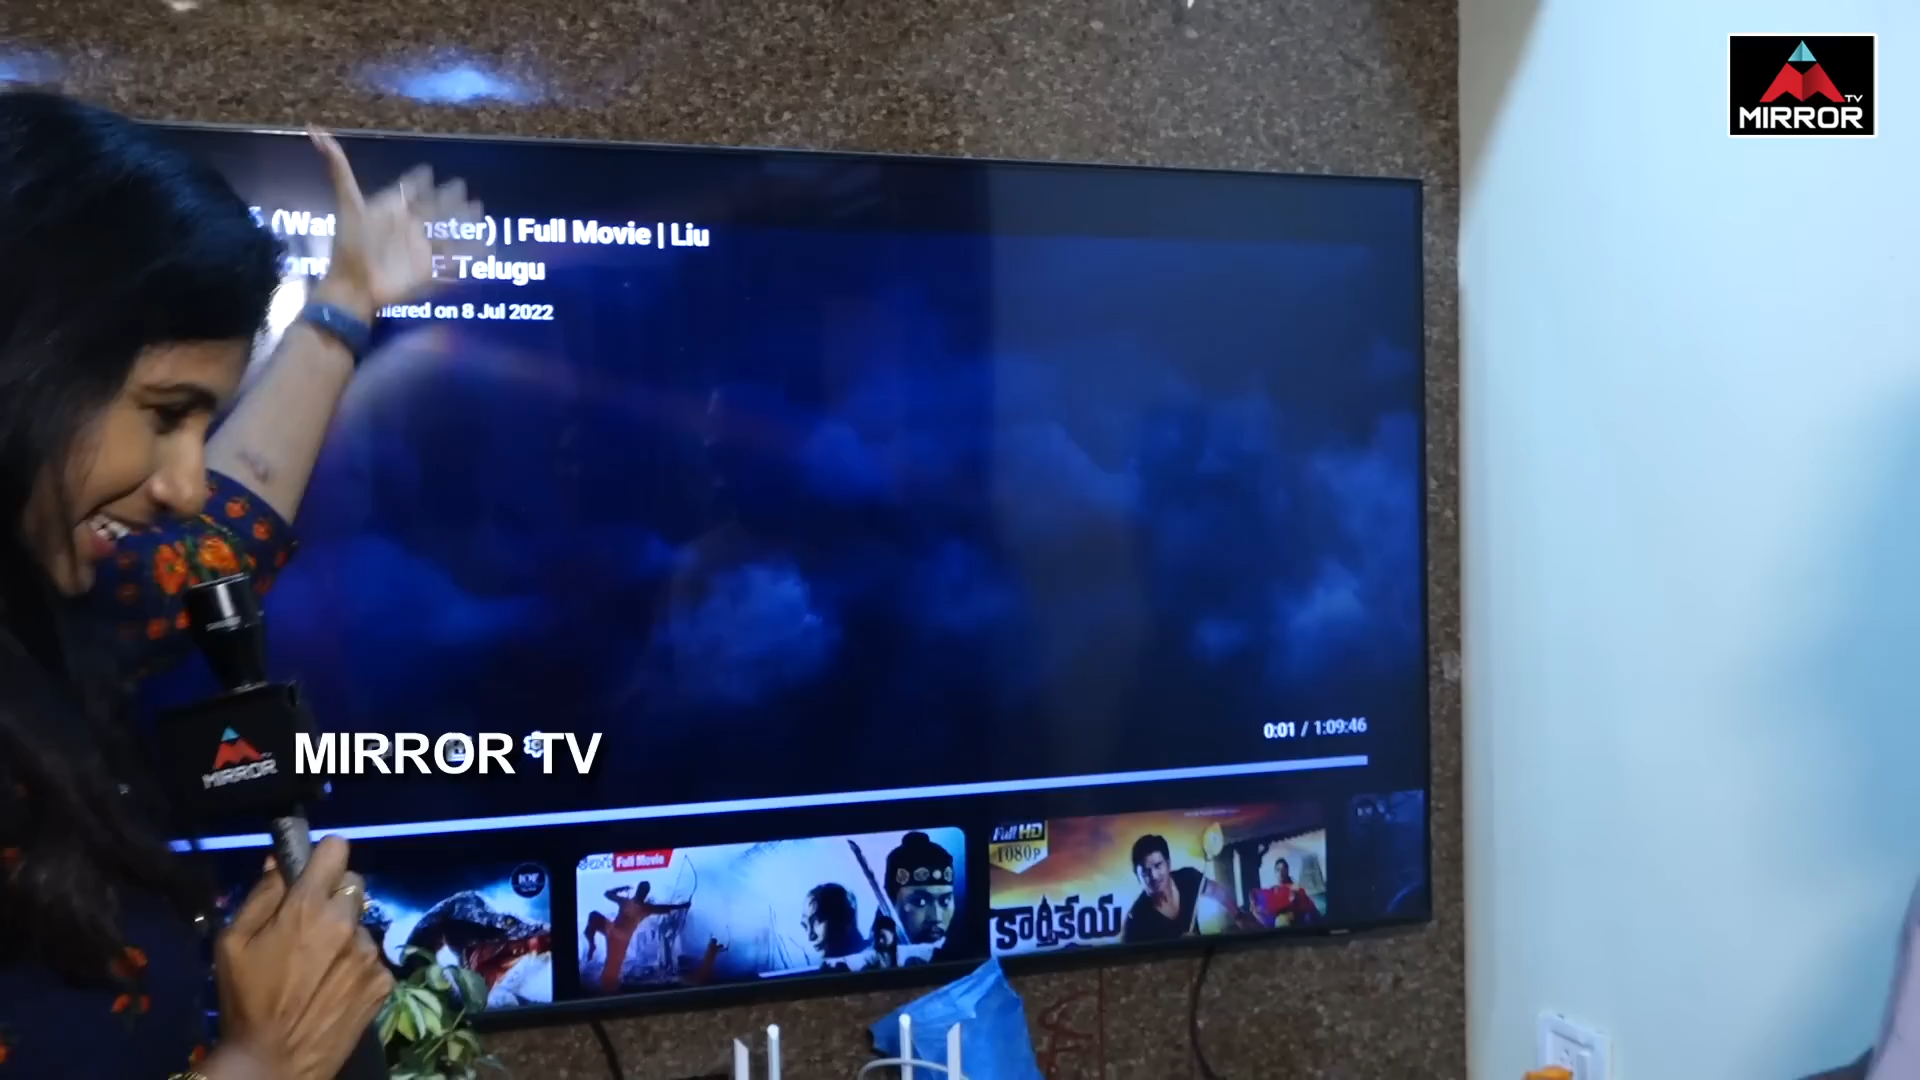 MIRROR TV
(Wat ster) | Full Movie | Liu
Telugu
on 8 Jul 2022
MIRROR
MIRROR TV
0:01 / 1:09:46
తెలుగు Full Movie
Full HD
1080p
కార్తికేయ